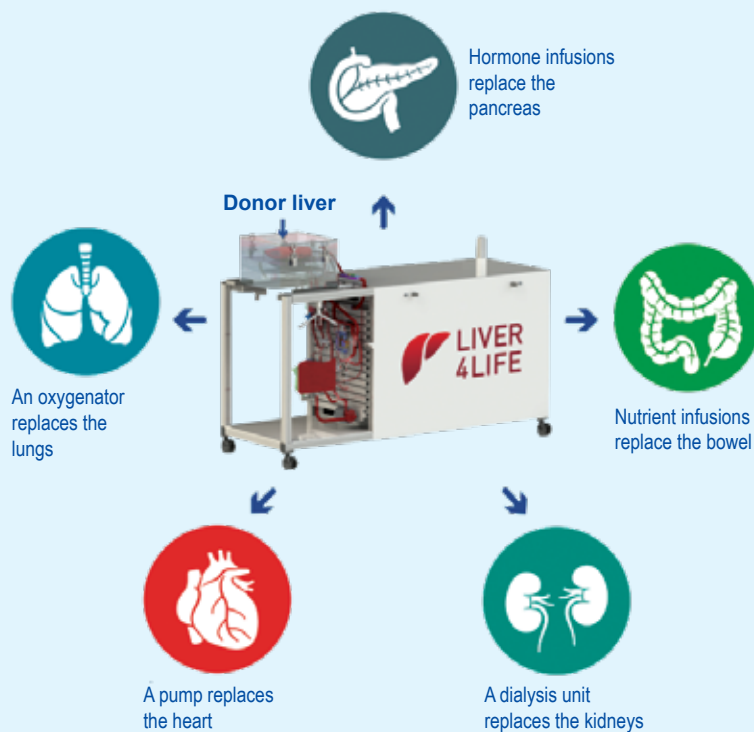 Hormone infusions
replace the
pancreas
Donor liver
LIVER
4LIFE
An oxygenator
replaces the
lungs
Nutrient infusions
replace the bowel
A pump replaces
the heart
A dialysis unit
replaces the kidneys